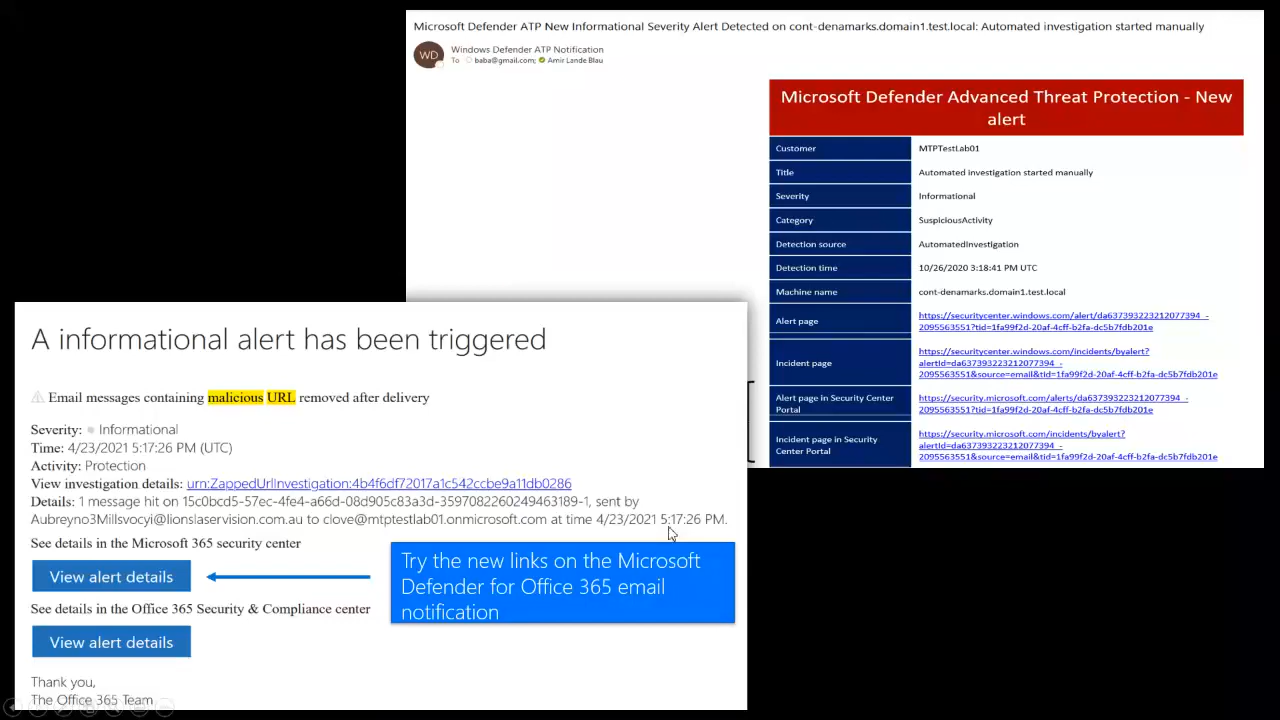 Microsoft Defender ATP New Informational Severity Alert Detected on cont-denamarks.domain1.test.local: Automated investigation started manually
WD
Windows Defender ATP Notification
To baba@gmail.com; Amir Lande Blau
Microsoft Defender Advanced Threat Protection - New
alert
Customer MTPTestLab01
Title Automated investigation started manually
Severity Informational
Category SuspiciousActivity
Detection source AutomatedInvestigation
Detection time 10/26/2020 3:18:41 PM UTC
Machine name cont-denamarks.domain1.test.local
Alert page
https://securitycenter.windows.com/alert/da637393223212077394_-
2095563551?tid=1fa99f2d-20af-4cff-b2fa-dc5b7fdb201e
Incident page
https://securitycenter.windows.com/incidents/byalert?
alertId=da637393223212077394_-
2095563551&source=email&tid=1fa99f2d-20af-4cff-b2fa-dc5b7fdb201e
Alert page in Security Center
Portal
https://security.microsoft.com/alerts/da637393223212077394_-
2095563551?tid=1fa99f2d-20af-4cff-b2fa-dc5b7fdb201e
Incident page in Security
Center Portal
https://security.microsoft.com/incidents/byalert?
alertId=da637393223212077394_-
2095563551&source=email&tid=1fa99f2d-20af-4cff-b2fa-dc5b7fdb201e
A informational alert has been triggered
Email messages containing malicious URL removed after delivery
Severity: Informational
Time: 4/23/2021 5:17:26 PM (UTC)
Activity: Protection
View investigation details: urn:ZappedUrlInvestigation:4b4f6df72017a1c542ccbe9a11db0286
Details: 1 message hit on 15c0bcd5-57ec-4fe4-a66d-08d905c83a3d-3597082260249463189-1, sent by
Aubreyno3Millsvocyi@lionslaservision.com.au to clove@mtptestlab01.onmicrosoft.com at time 4/23/2021 5:17:26 PM.
See details in the Microsoft 365 security center
View alert details
Try the new links on the Microsoft
Defender for Office 365 email
notification
See details in the Office 365 Security & Compliance center
View alert details
Thank you,
The Office 365 Team